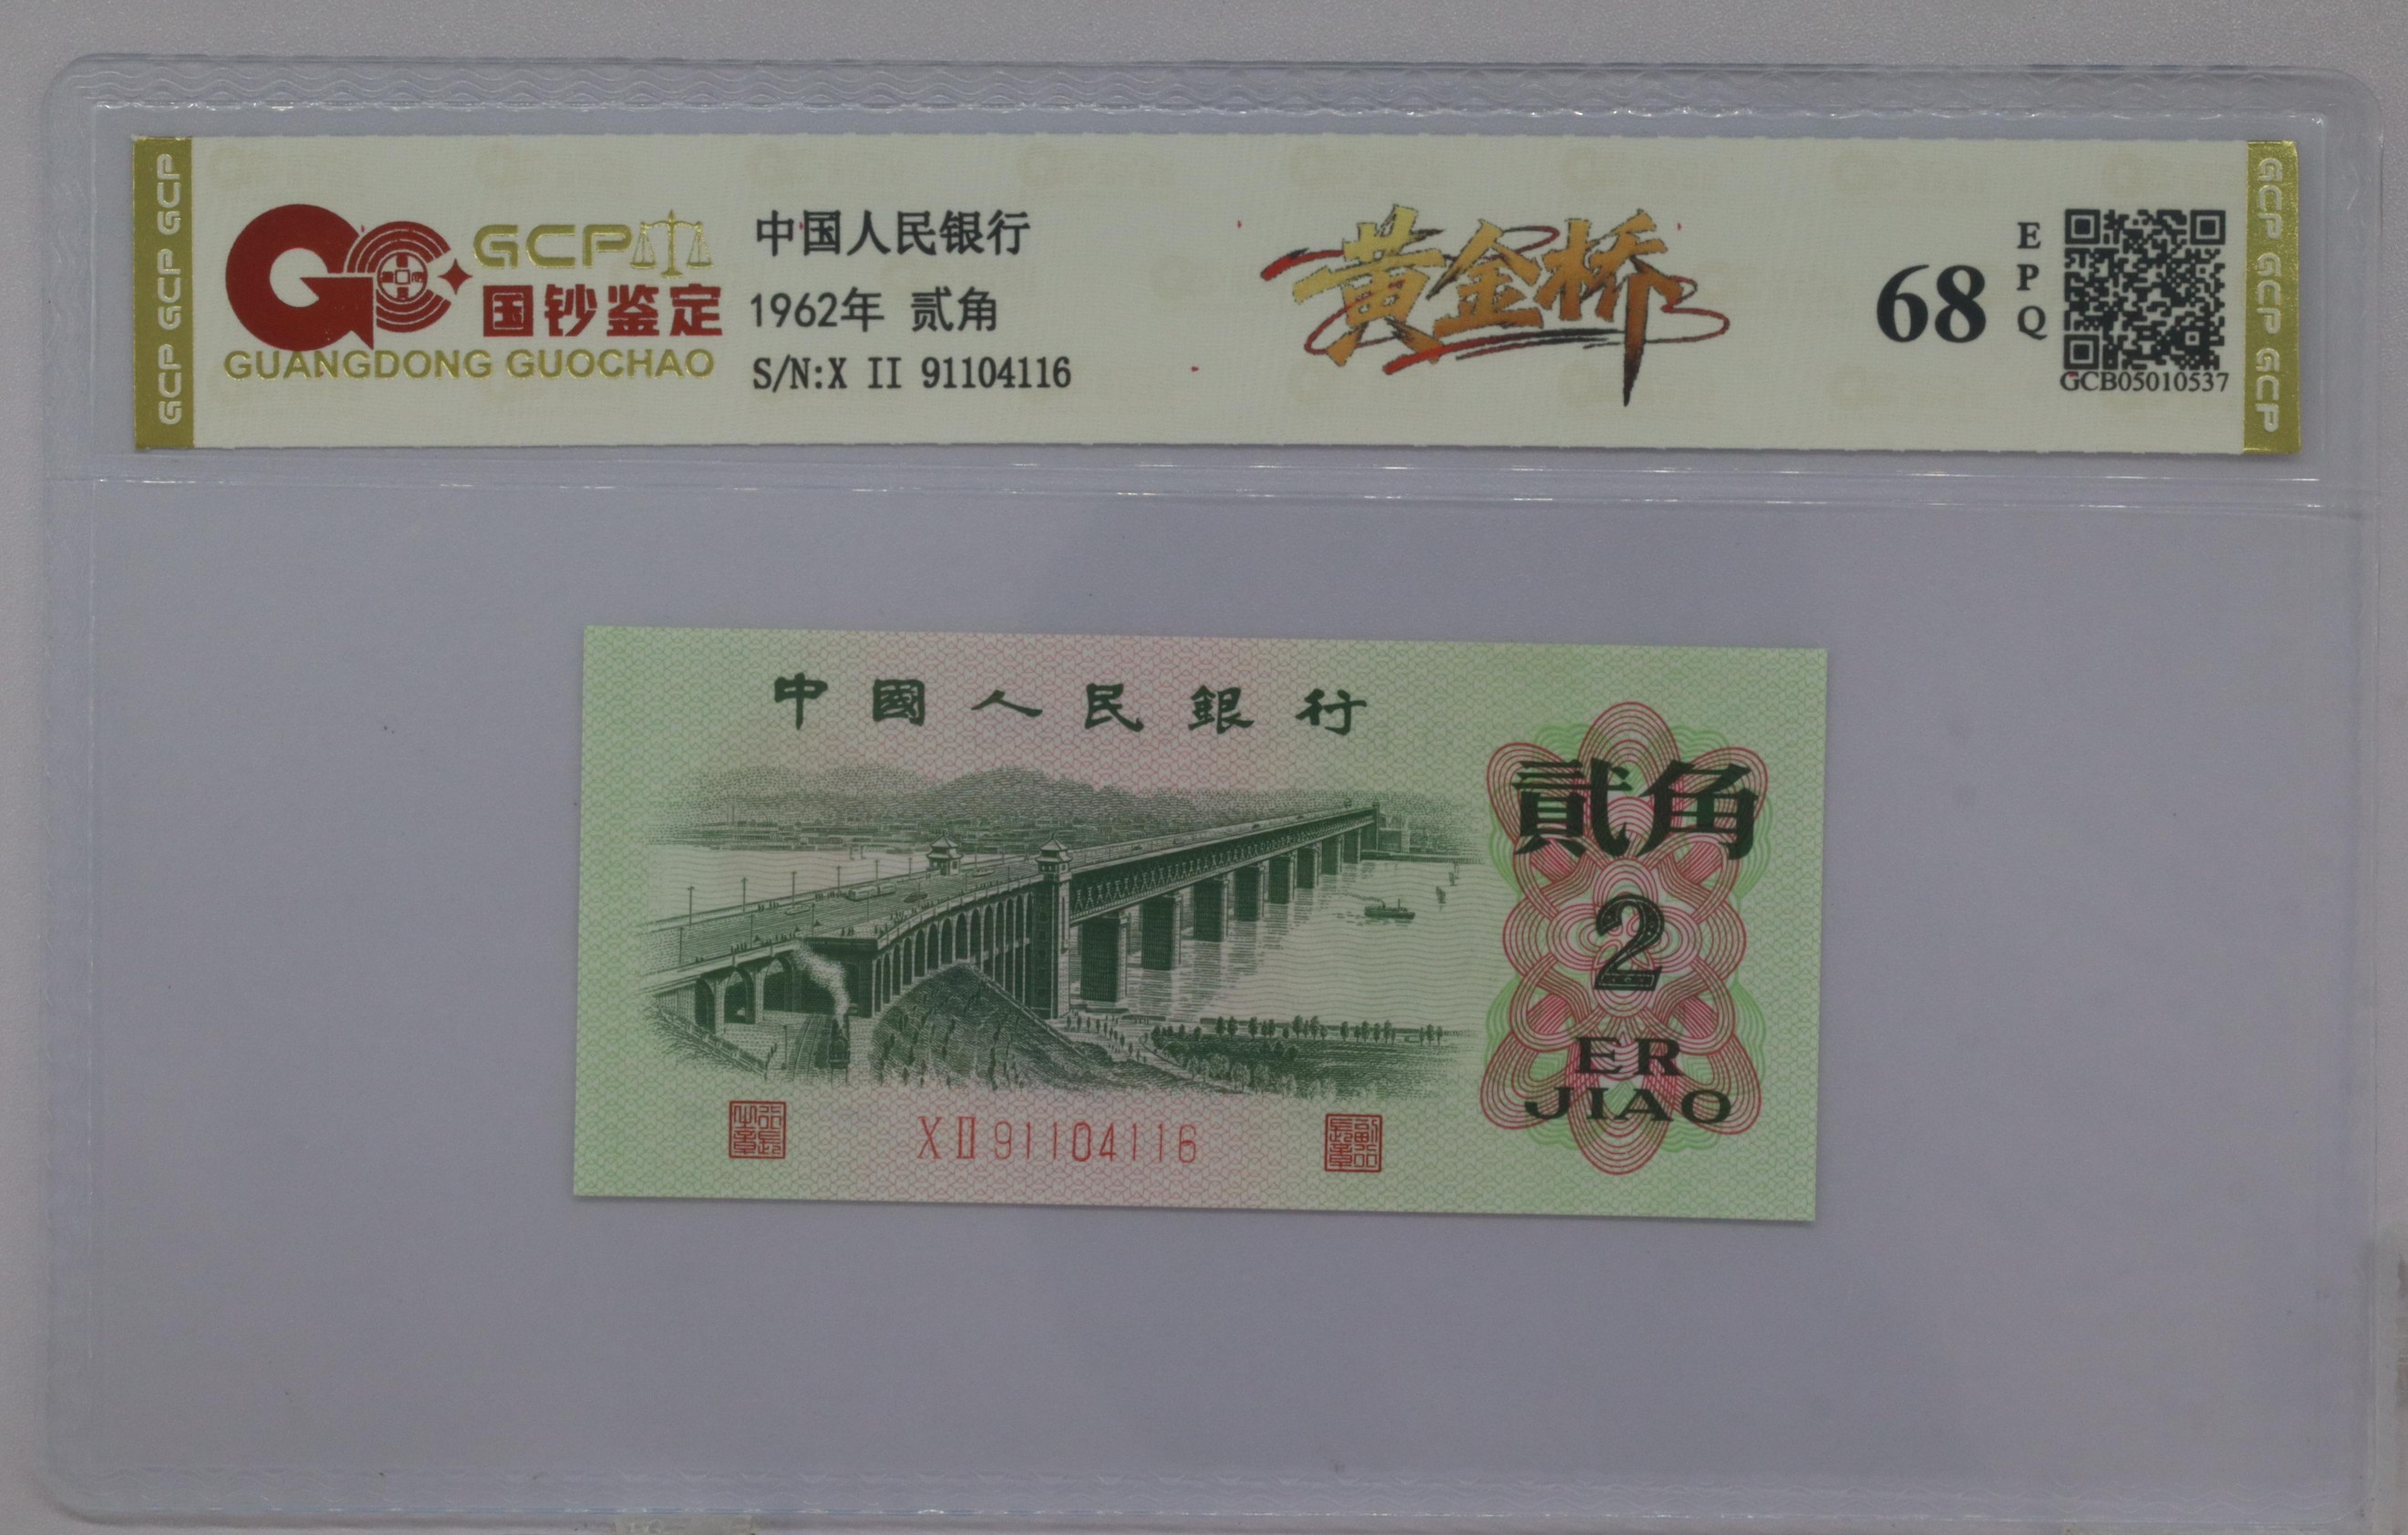 GCP GCP GCP
GCP
国钞鉴定
GUANGDONG GUOCHAO
中国人民银行
1962年 贰角
S/N:X II 91104116
黄金桥
68
E
P
Q
GCB05010537
GCP GCP GCP
中國人民銀行
貳角
2
ER
JIAO
X II 91104116